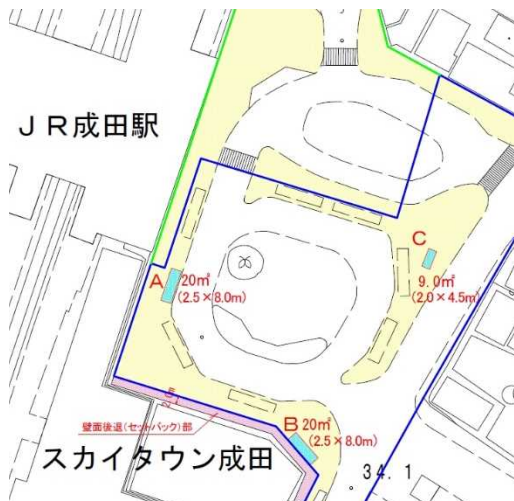 JR成田駅
C
9.0㎡
(2.0×4.5㎡)
A
20㎡
(2.5×8.0m)
壁面後退(セットバック)部
B
20㎡
(2.5×8.0m)
スカイタウン成田
34.1